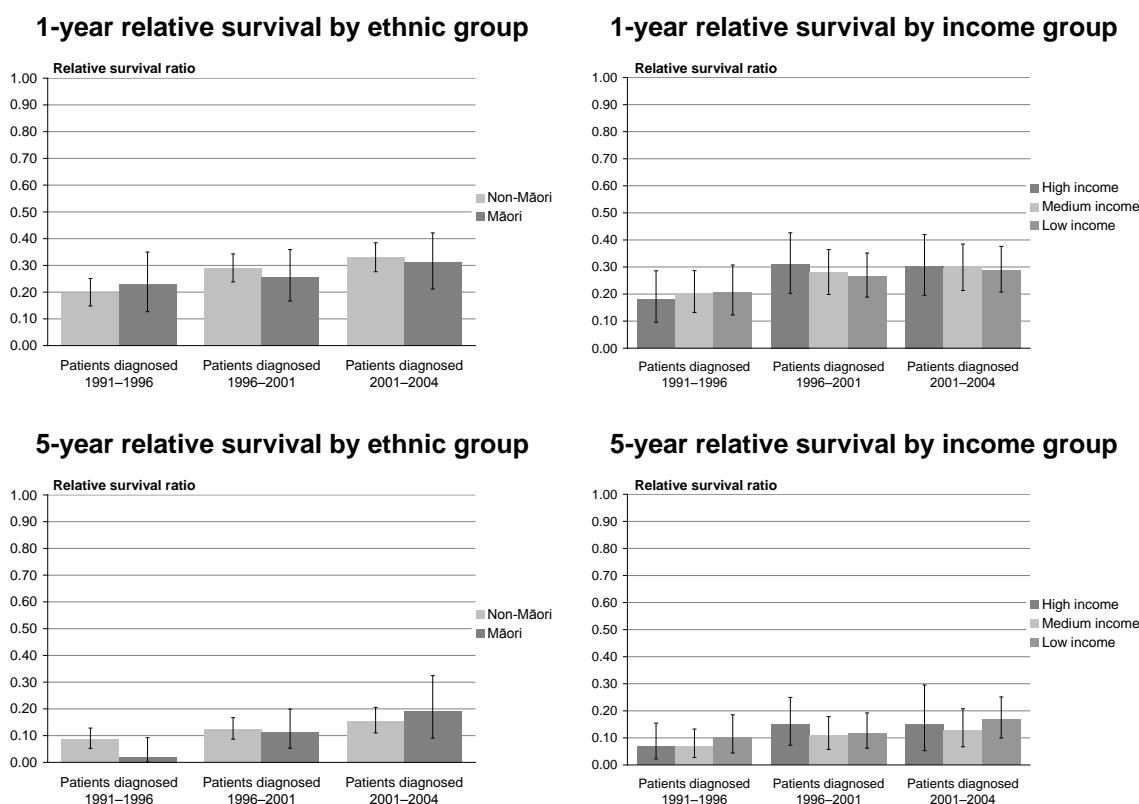 1-year relative survival by ethnic group
Relative survival ratio
1.00
0.90
0.80
0.70
0.60
0.50
0.40
0.30
0.20
0.10
0.00
Non-Māori
Māori
Patients diagnosed
1991–1996
Patients diagnosed
1996–2001
Patients diagnosed
2001–2004
1-year relative survival by income group
Relative survival ratio
1.00
0.90
0.80
0.70
0.60
0.50
0.40
0.30
0.20
0.10
0.00
High income
Medium income
Low income
Patients diagnosed
1991–1996
Patients diagnosed
1996–2001
Patients diagnosed
2001–2004
5-year relative survival by ethnic group
Relative survival ratio
1.00
0.90
0.80
0.70
0.60
0.50
0.40
0.30
0.20
0.10
0.00
Non-Māori
Māori
Patients diagnosed
1991–1996
Patients diagnosed
1996–2001
Patients diagnosed
2001–2004
5-year relative survival by income group
Relative survival ratio
1.00
0.90
0.80
0.70
0.60
0.50
0.40
0.30
0.20
0.10
0.00
High income
Medium income
Low income
Patients diagnosed
1991–1996
Patients diagnosed
1996–2001
Patients diagnosed
2001–2004